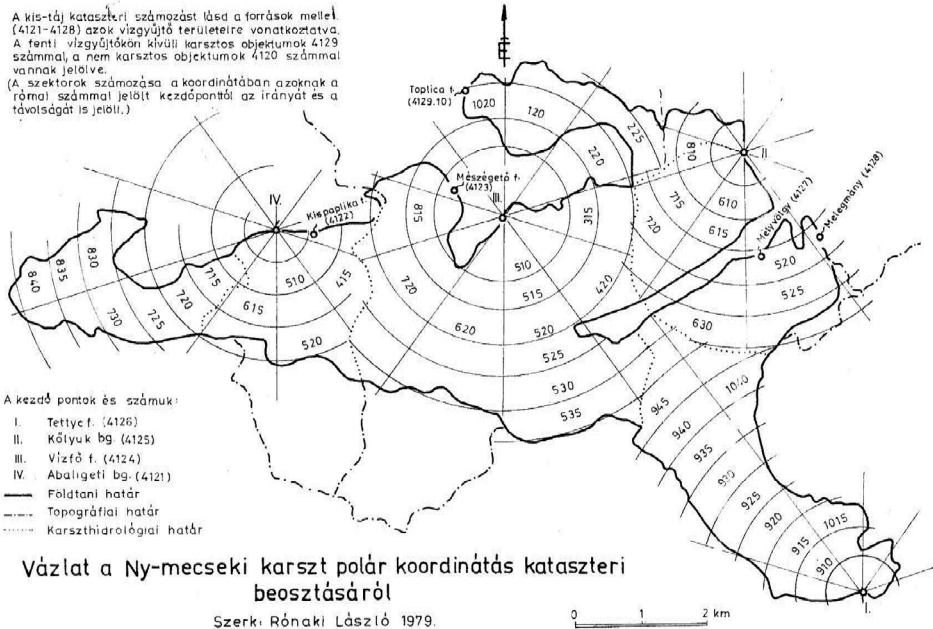 A kis-táj kataszteri számozást lásd a források mellet.
(4121-4128) azok vízgyűjtő területeire vonatkoztatva.
A fenti vízgyűjtőkön kívüli karsztos objektumok 4129
számmal, a nem karsztos objektumok 4120 számmal
vannak jelölve.
(A szektorok számozása a koordinátában azoknak a
római számmal jelölt kezdőponttól az irányát és a
távolságát is jelöli.)
É
Toplica f.
(4129.10)
1020
120
225
220
315
810
II.
610
615
715
720
Mélyvölgy (4127)
Melegmány (4128)
520
525
630
Mészégető f.
(4123)
815
III.
510
515
420
520
525
530
535
620
720
IV.
Kispaplika f.
(4122)
510
415
615
520
715
720
725
730
830
835
840
1040
945
940
935
930
925
920
1015
915
910
I.
A kezdő pontok és számuk:
I. Tettye f. (4126)
II. Kőlyuk bg. (4125)
III. Vízfő f. (4124)
IV. Abaligeti bg. (4121)
Földtani határ
Topográfiai határ
Karszthidrológiai határ
Vázlat a Ny-mecseki karszt polár koordinátás kataszteri
beosztásáról
Szerk: Rónaki László 1979.
0 1 2 km